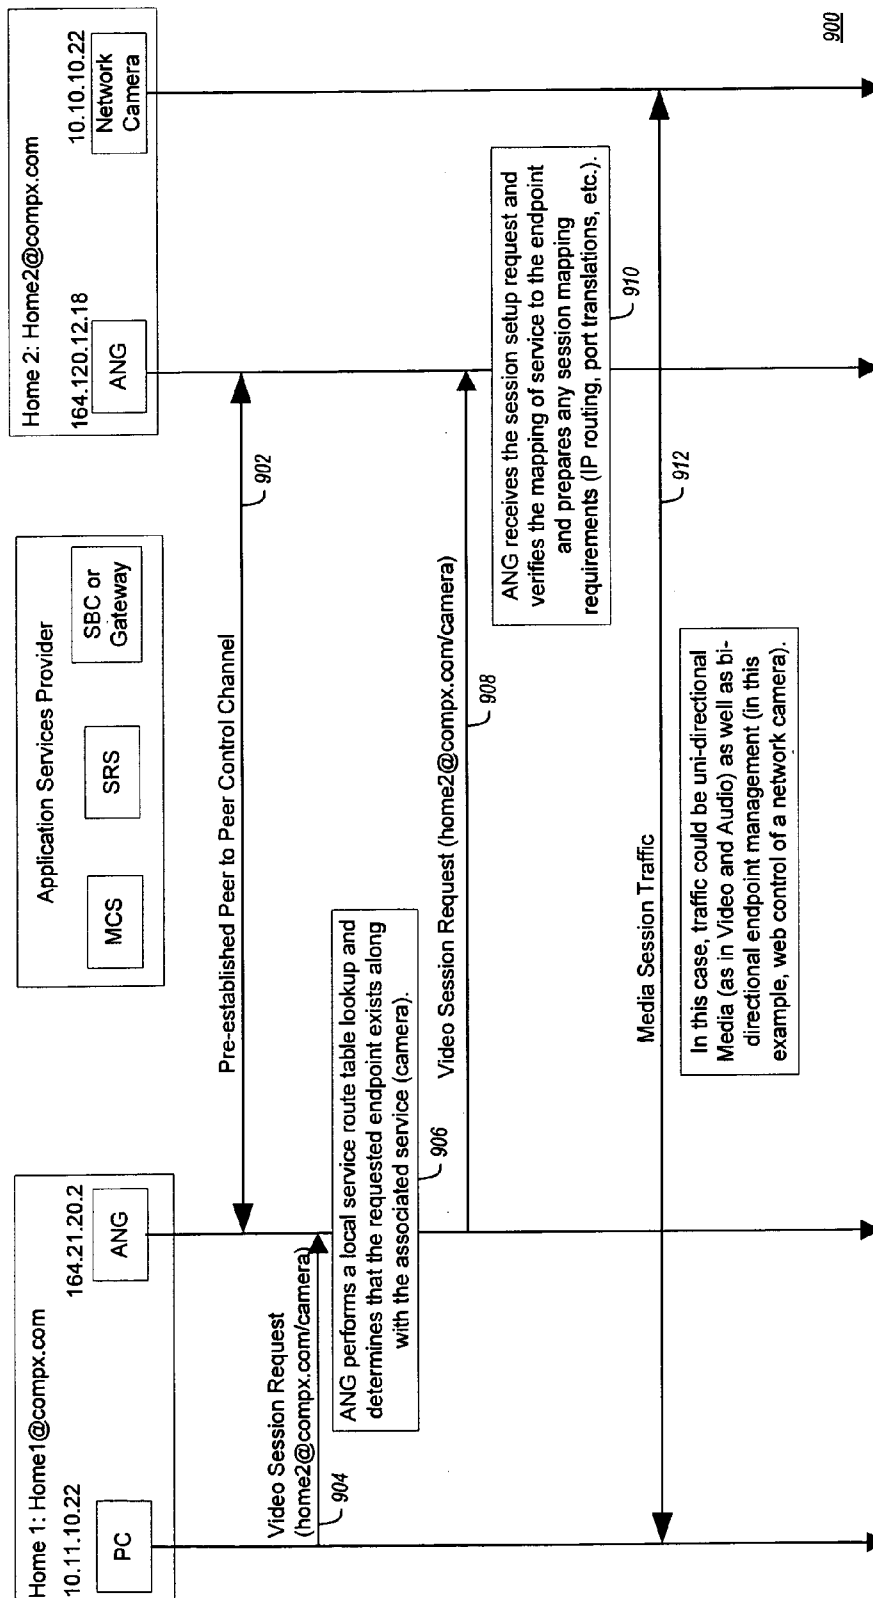 Home 1: Home1@compx.com
10.11.10.22
164.21.20.2
PC
ANG
Application Services Provider
MCS
SRS
SBC or
Gateway
Home 2: Home2@compx.com
164.120.12.18
10.10.10.22
ANG
Network
Camera
Pre-established Peer to Peer Control Channel
902
Video Session Request
(home2@compx.com/camera)
904
ANG performs a local service route table lookup and
determines that the requested endpoint exists along
with the associated service (camera).
906
Video Session Request (home2@compx.com/camera)
908
ANG receives the session setup request and
verifies the mapping of service to the endpoint
and prepares any session mapping
requirements (IP routing, port translations, etc.).
910
Media Session Traffic
912
In this case, traffic could be uni-directional
Media (as in Video and Audio) as well as bi-
directional endpoint management (in this
example, web control of a network camera).
900